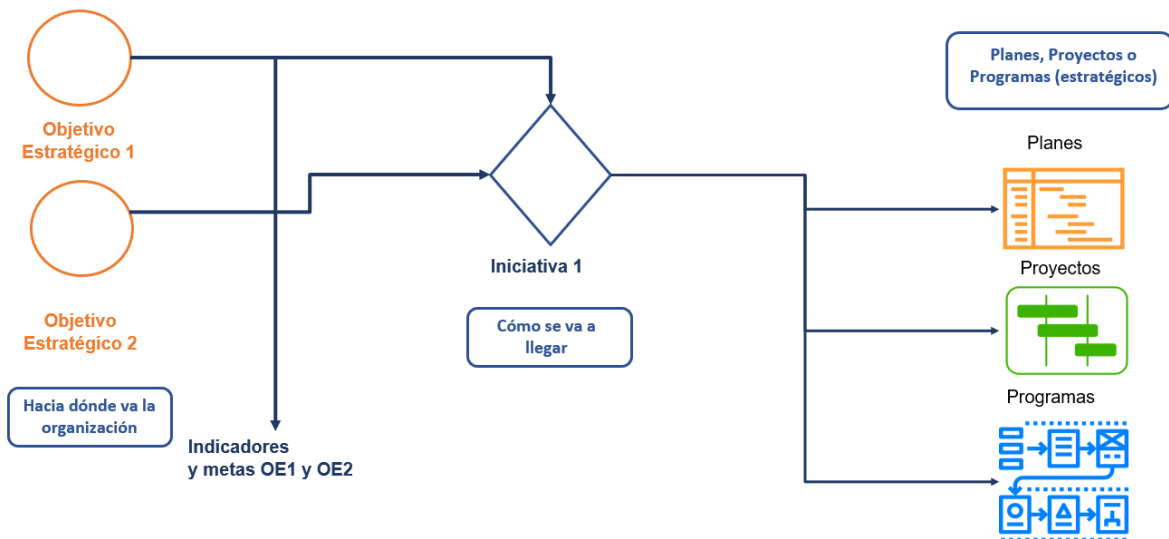 Objetivo
Estratégico 1
Objetivo
Estratégico 2
Hacia dónde va la
organización
Indicadores
y metas OE1 y OE2
Iniciativa 1
Cómo se va a
llegar
Planes, Proyectos o
Programas (estratégicos)
Planes
Proyectos
Programas